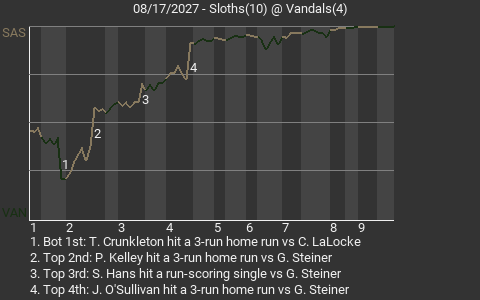 08/17/2027 - Sloths(10) @ Vandals(4)
SAS
4
3
2
1
VAN
1 2 3 4 5 6 7 8 9
1. Bot 1st: T. Crunkleton hit a 3-run home run vs C. LaLocke
2. Top 2nd: P. Kelley hit a 3-run home run vs G. Steiner
3. Top 3rd: S. Hans hit a run-scoring single vs G. Steiner
4. Top 4th: J. O'Sullivan hit a 3-run home run vs G. Steiner